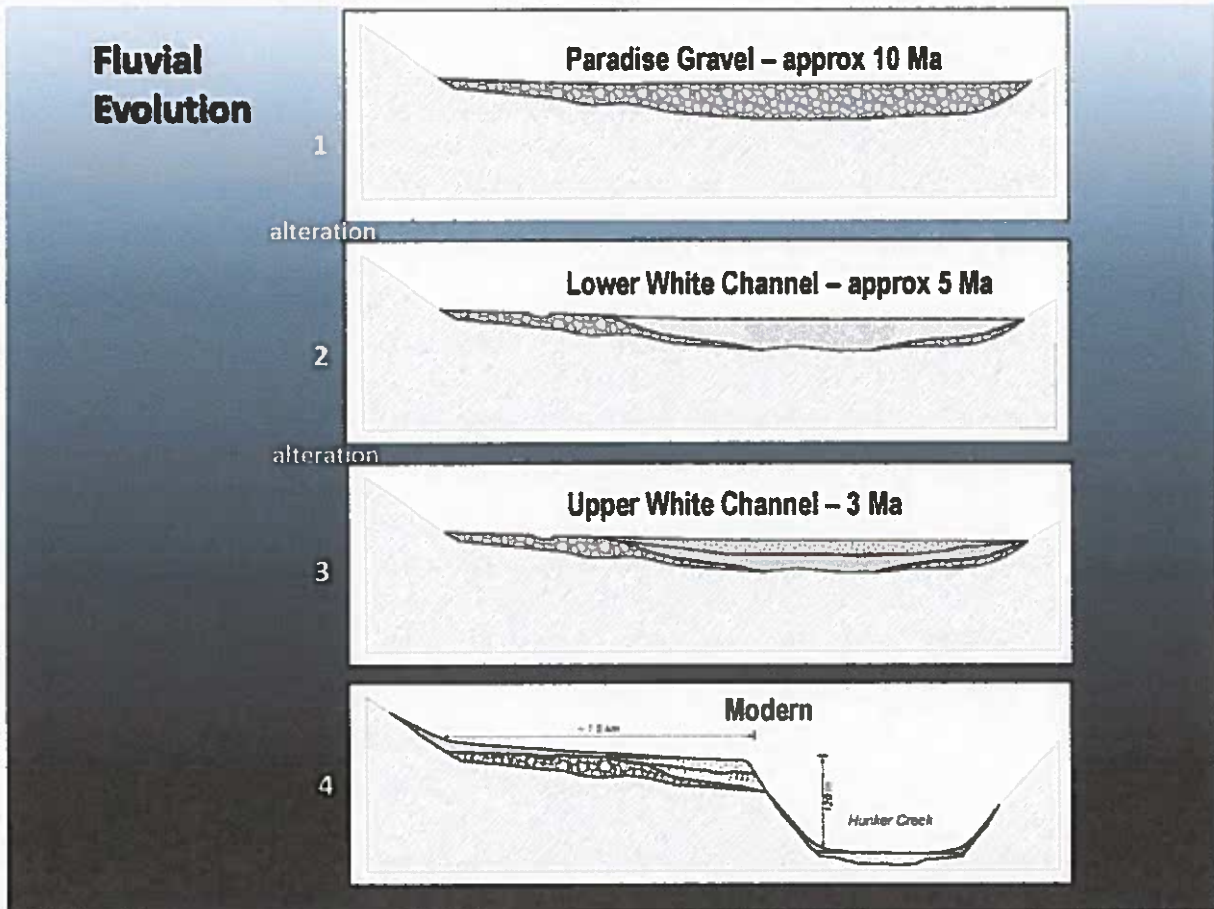 Fluvial
Evolution
Paradise Gravel – approx 10 Ma
1
alteration
Lower White Channel – approx 5 Ma
2
alteration
Upper White Channel – 3 Ma
3
Modern
4
Hunker Creek